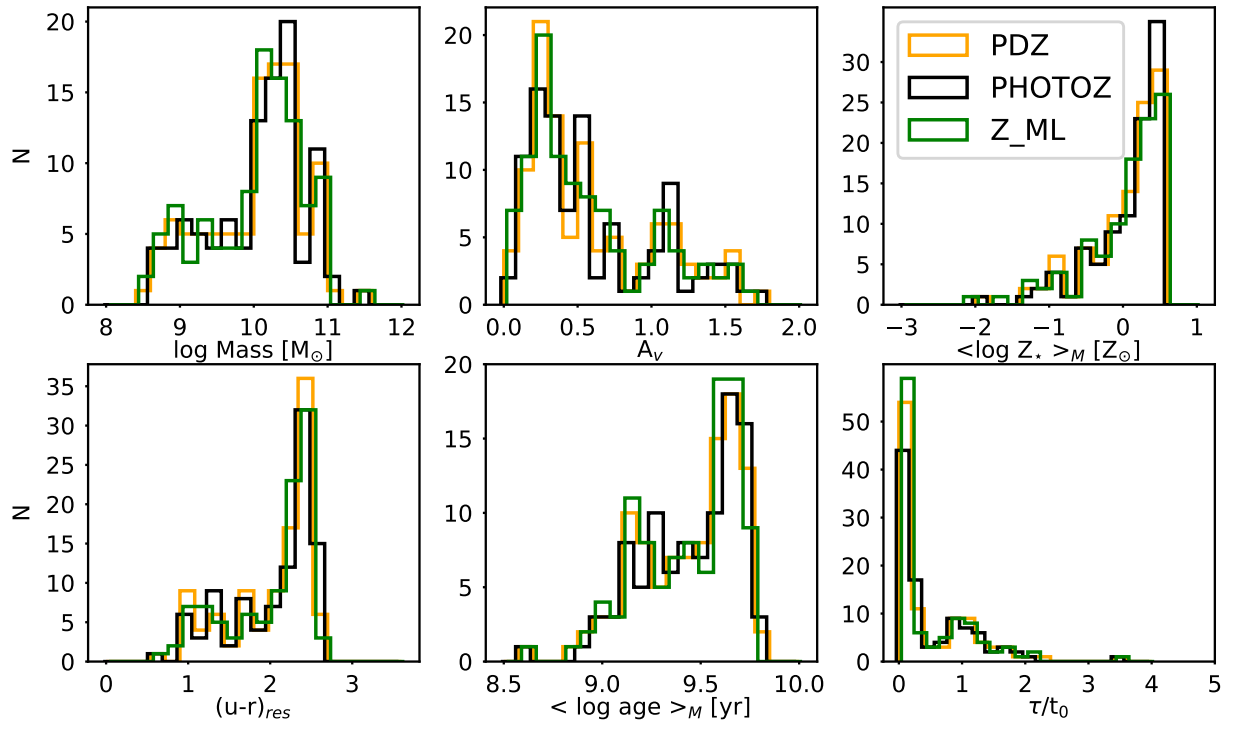 20
15
10
5
0
N
8 9 10 11 12
log Mass [M⊙]
20
15
10
5
0
0.0 0.5 1.0 1.5 2.0
Aᵥ
30
25
20
15
10
5
0
−3 −2 −1 0 1
<log Z⋆ >M [Z⊙]
PDZ
PHOTOZ
Z_ML
35
30
25
20
15
10
5
0
N
0 1 2 3
(u-r)res
20
15
10
5
0
8.5 9.0 9.5 10.0
< log age >M [yr]
50
40
30
20
10
0
0 1 2 3 4 5
τ/t₀